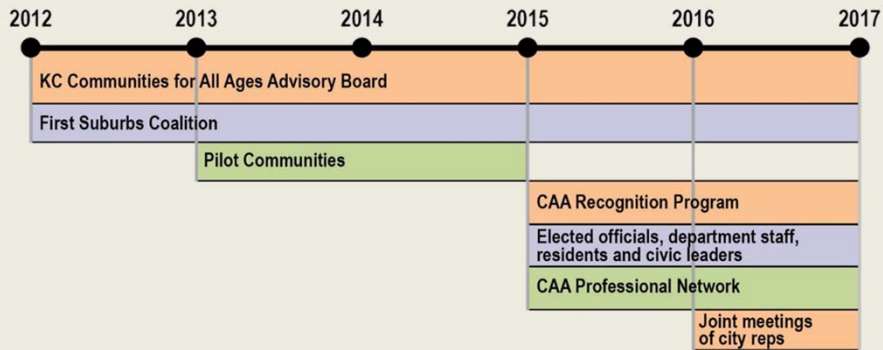 2012 2013 2014 2015 2016 2017
KC Communities for All Ages Advisory Board
First Suburbs Coalition
Pilot Communities
CAA Recognition Program
Elected officials, department staff,
residents and civic leaders
CAA Professional Network
Joint meetings
of city reps